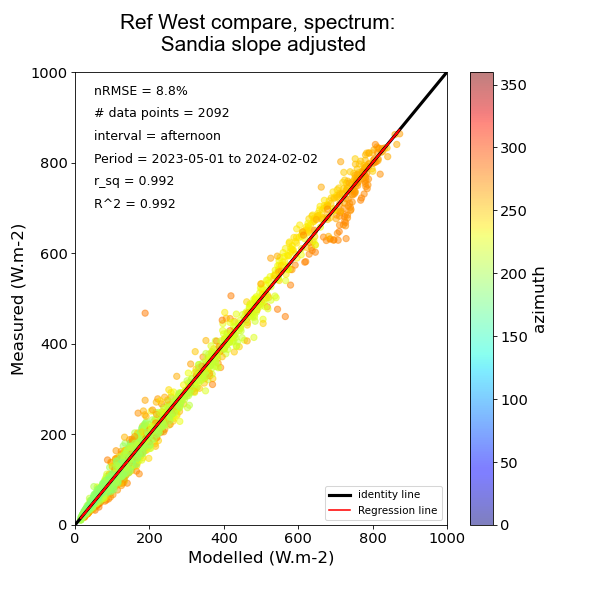 Ref West compare, spectrum:
Sandia slope adjusted
nRMSE = 8.8%
# data points = 2092
interval = afternoon
Period = 2023-05-01 to 2024-02-02
r_sq = 0.992
R^2 = 0.992
1000
800
600
400
200
0
Measured (W.m-2)
0 200 400 600 800 1000
Modelled (W.m-2)
identity line
Regression line
350
300
250
200
150
100
50
0
azimuth